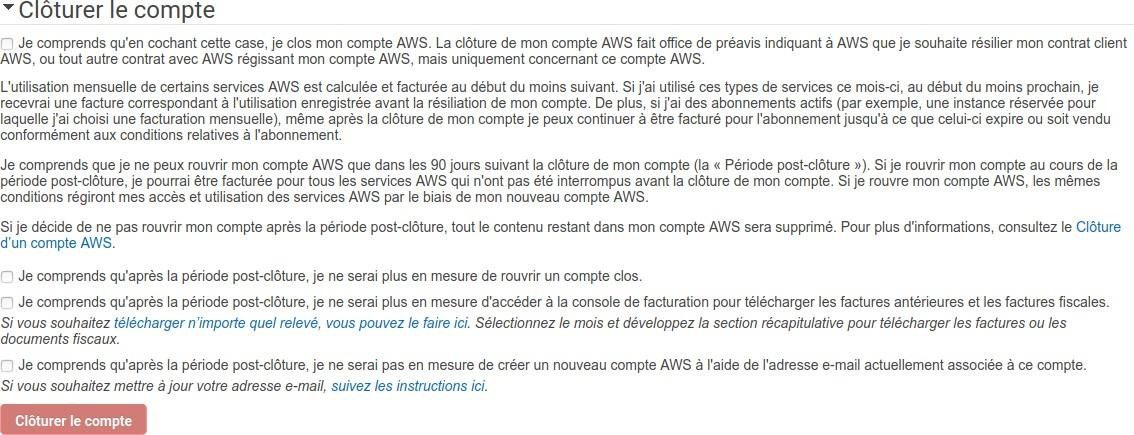 Clôturer le compte
Je comprends qu'en cochant cette case, je clos mon compte AWS. La clôture de mon compte AWS fait office de préavis indiquant à AWS que je souhaite résilier mon contrat client
AWS, ou tout autre contrat avec AWS régissant mon compte AWS, mais uniquement concernant ce compte AWS.
L'utilisation mensuelle de certains services AWS est calculée et facturée au début du moins suivant. Si j'ai utilisé ces types de services ce mois-ci, au début du moins prochain, je
recevrai une facture correspondant à l'utilisation enregistrée avant la résiliation de mon compte. De plus, si j'ai des abonnements actifs (par exemple, une instance réservée pour
laquelle j'ai choisi une facturation mensuelle), même après la clôture de mon compte je peux continuer à être facturé pour l'abonnement jusqu'à ce que celui-ci expire ou soit vendu
conformément aux conditions relatives à l'abonnement.
Je comprends que je ne peux rouvrir mon compte AWS que dans les 90 jours suivant la clôture de mon compte (la « Période post-clôture »). Si je rouvrir mon compte au cours de la
période post-clôture, je pourrai être facturée pour tous les services AWS qui n'ont pas été interrompus avant la clôture de mon compte. Si je rouvre mon compte AWS, les mêmes
conditions régiront mes accès et utilisation des services AWS par le biais de mon nouveau compte AWS.
Si je décide de ne pas rouvrir mon compte après la période post-clôture, tout le contenu restant dans mon compte AWS sera supprimé. Pour plus d'informations, consultez le Clôture
d'un compte AWS.
Je comprends qu'après la période post-clôture, je ne serai plus en mesure de rouvrir un compte clos.
Je comprends qu'après la période post-clôture, je ne serai plus en mesure d'accéder à la console de facturation pour télécharger les factures antérieures et les factures fiscales.
Si vous souhaitez télécharger n'importe quel relevé, vous pouvez le faire ici. Sélectionnez le mois et développez la section récapitulative pour télécharger les factures ou les
documents fiscaux.
Je comprends qu'après la période post-clôture, je ne serai pas en mesure de créer un nouveau compte AWS à l'aide de l'adresse e-mail actuellement associée à ce compte.
Si vous souhaitez mettre à jour votre adresse e-mail, suivez les instructions ici.
Clôturer le compte